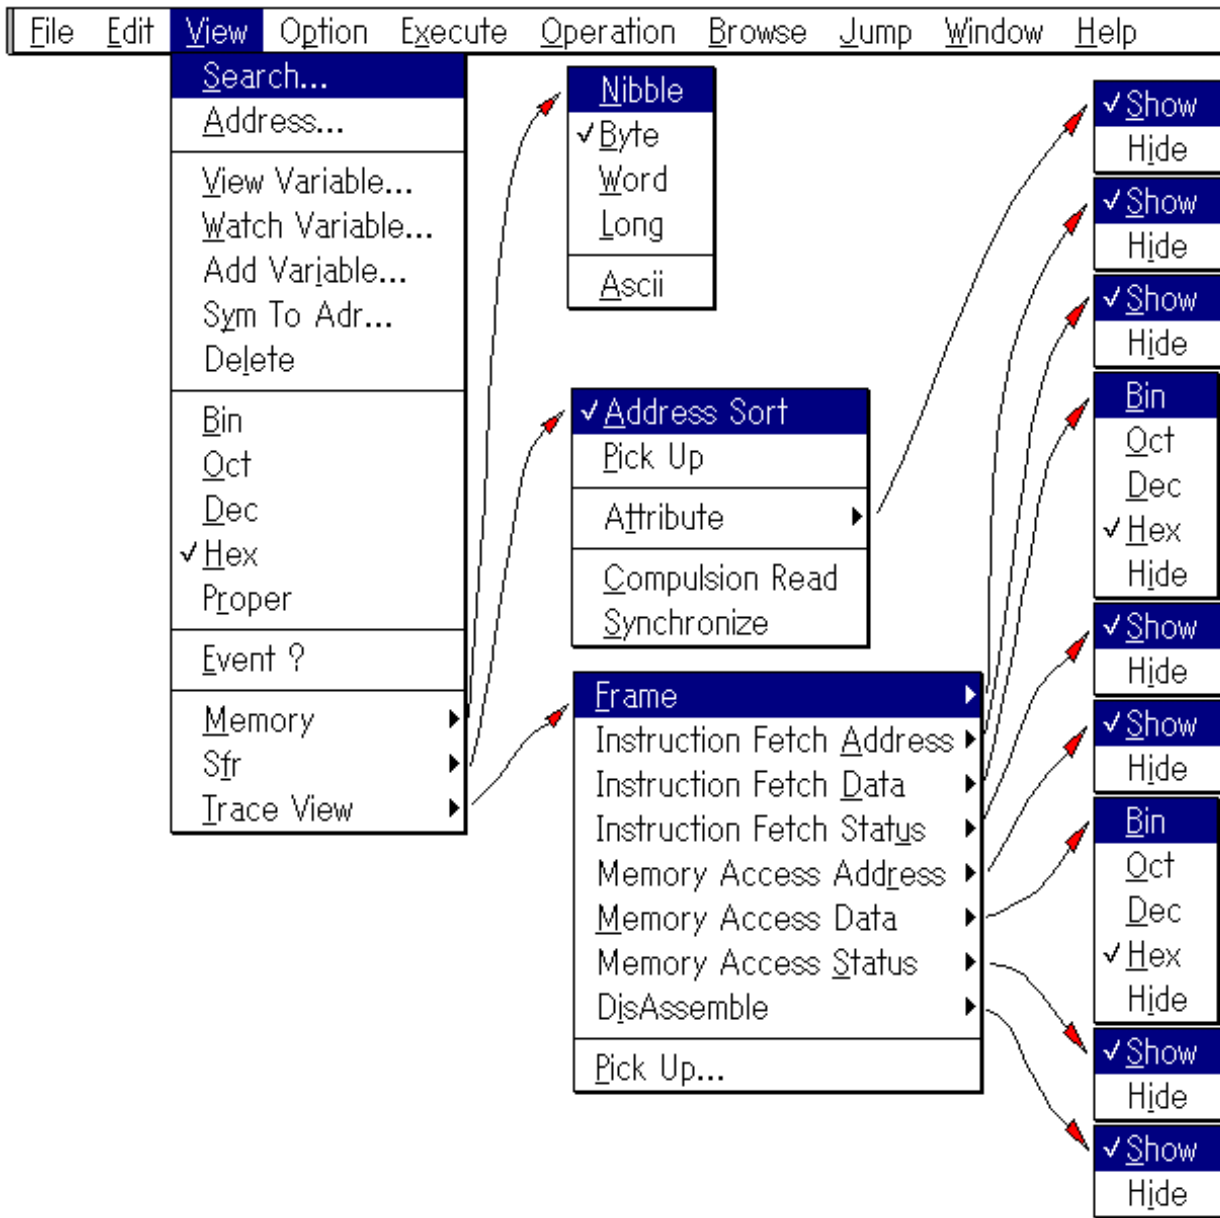 File Edit View Option Execute Operation Browse Jump Window Help
Search...
Address...
View Variable...
Watch Variable...
Add Variable...
Sym To Adr...
Delete
Bin
Oct
Dec
✓Hex
Proper
Event ?
Memory
Sfr
Trace View
Nibble
✓Byte
Word
Long
Ascii
✓Address Sort
Pick Up
Attribute
Compulsion Read
Synchronize
Frame
Instruction Fetch Address
Instruction Fetch Data
Instruction Fetch Status
Memory Access Address
Memory Access Data
Memory Access Status
DisAssemble
Pick Up...
✓Show
Hide
✓Show
Hide
✓Show
Hide
Bin
Oct
Dec
✓Hex
Hide
✓Show
Hide
✓Show
Hide
Bin
Oct
Dec
✓Hex
Hide
✓Show
Hide
✓Show
Hide